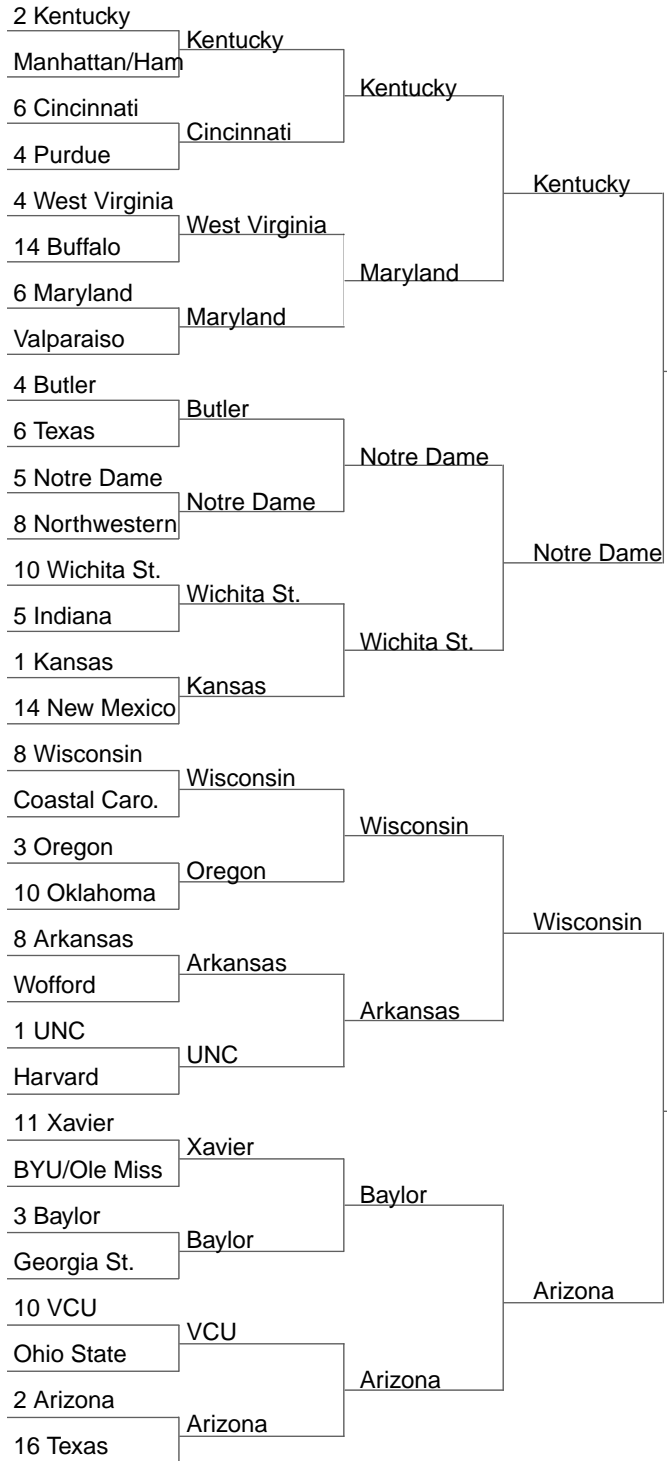 2 Kentucky
Manhattan/Ham
6 Cincinnati
4 Purdue
4 West Virginia
14 Buffalo
6 Maryland
Valparaiso
4 Butler
6 Texas
5 Notre Dame
8 Northwestern
10 Wichita St.
5 Indiana
1 Kansas
14 New Mexico
8 Wisconsin
Coastal Caro.
3 Oregon
10 Oklahoma
8 Arkansas
Wofford
1 UNC
Harvard
11 Xavier
BYU/Ole Miss
3 Baylor
Georgia St.
10 VCU
Ohio State
2 Arizona
16 Texas
Kentucky
Cincinnati
West Virginia
Maryland
Butler
Notre Dame
Wichita St.
Kansas
Wisconsin
Oregon
Arkansas
UNC
Xavier
Baylor
VCU
Arizona
Kentucky
Maryland
Notre Dame
Wichita St.
Wisconsin
Arkansas
Baylor
Arizona
Kentucky
Notre Dame
Wisconsin
Arizona